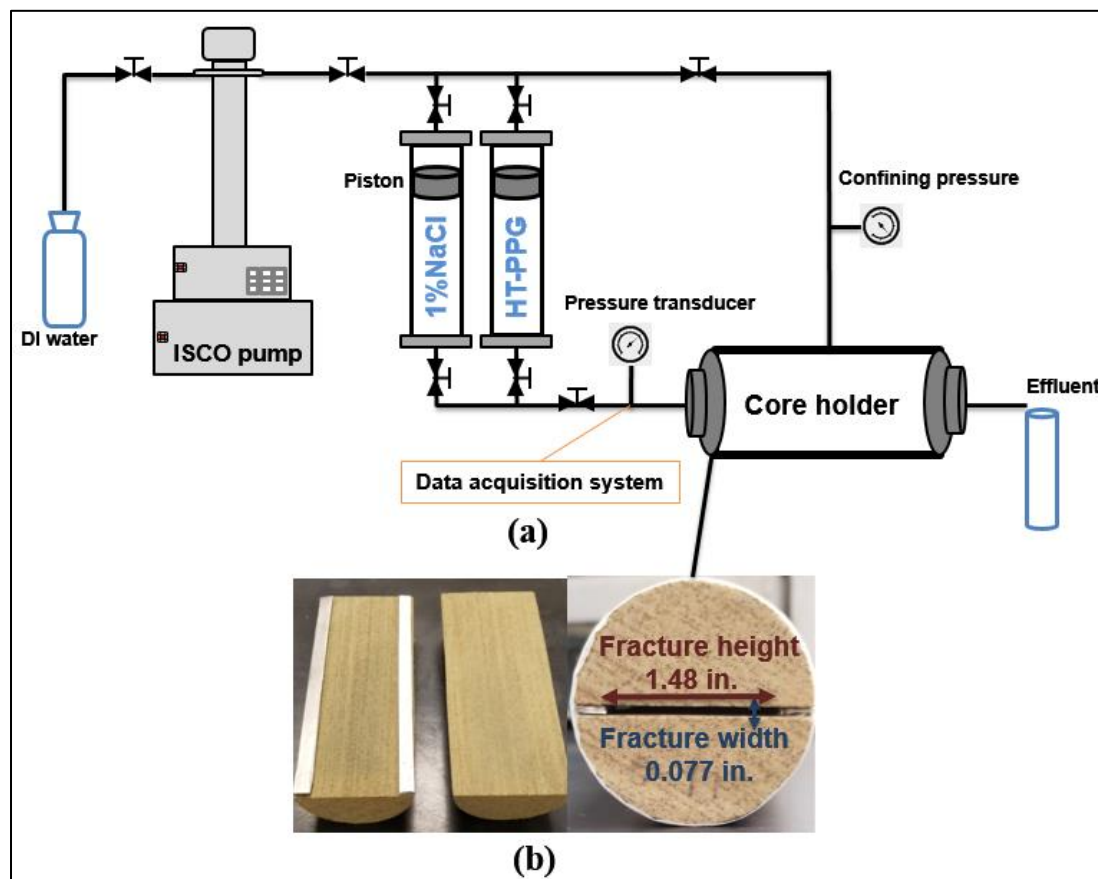 Piston
Confining pressure
1%NaCl
HT-PPG
Pressure transducer
DI water
ISCO pump
Effluent
Core holder
Data acquisition system
(a)
Fracture height
1.48 in.
Fracture width
0.077 in.
(b)